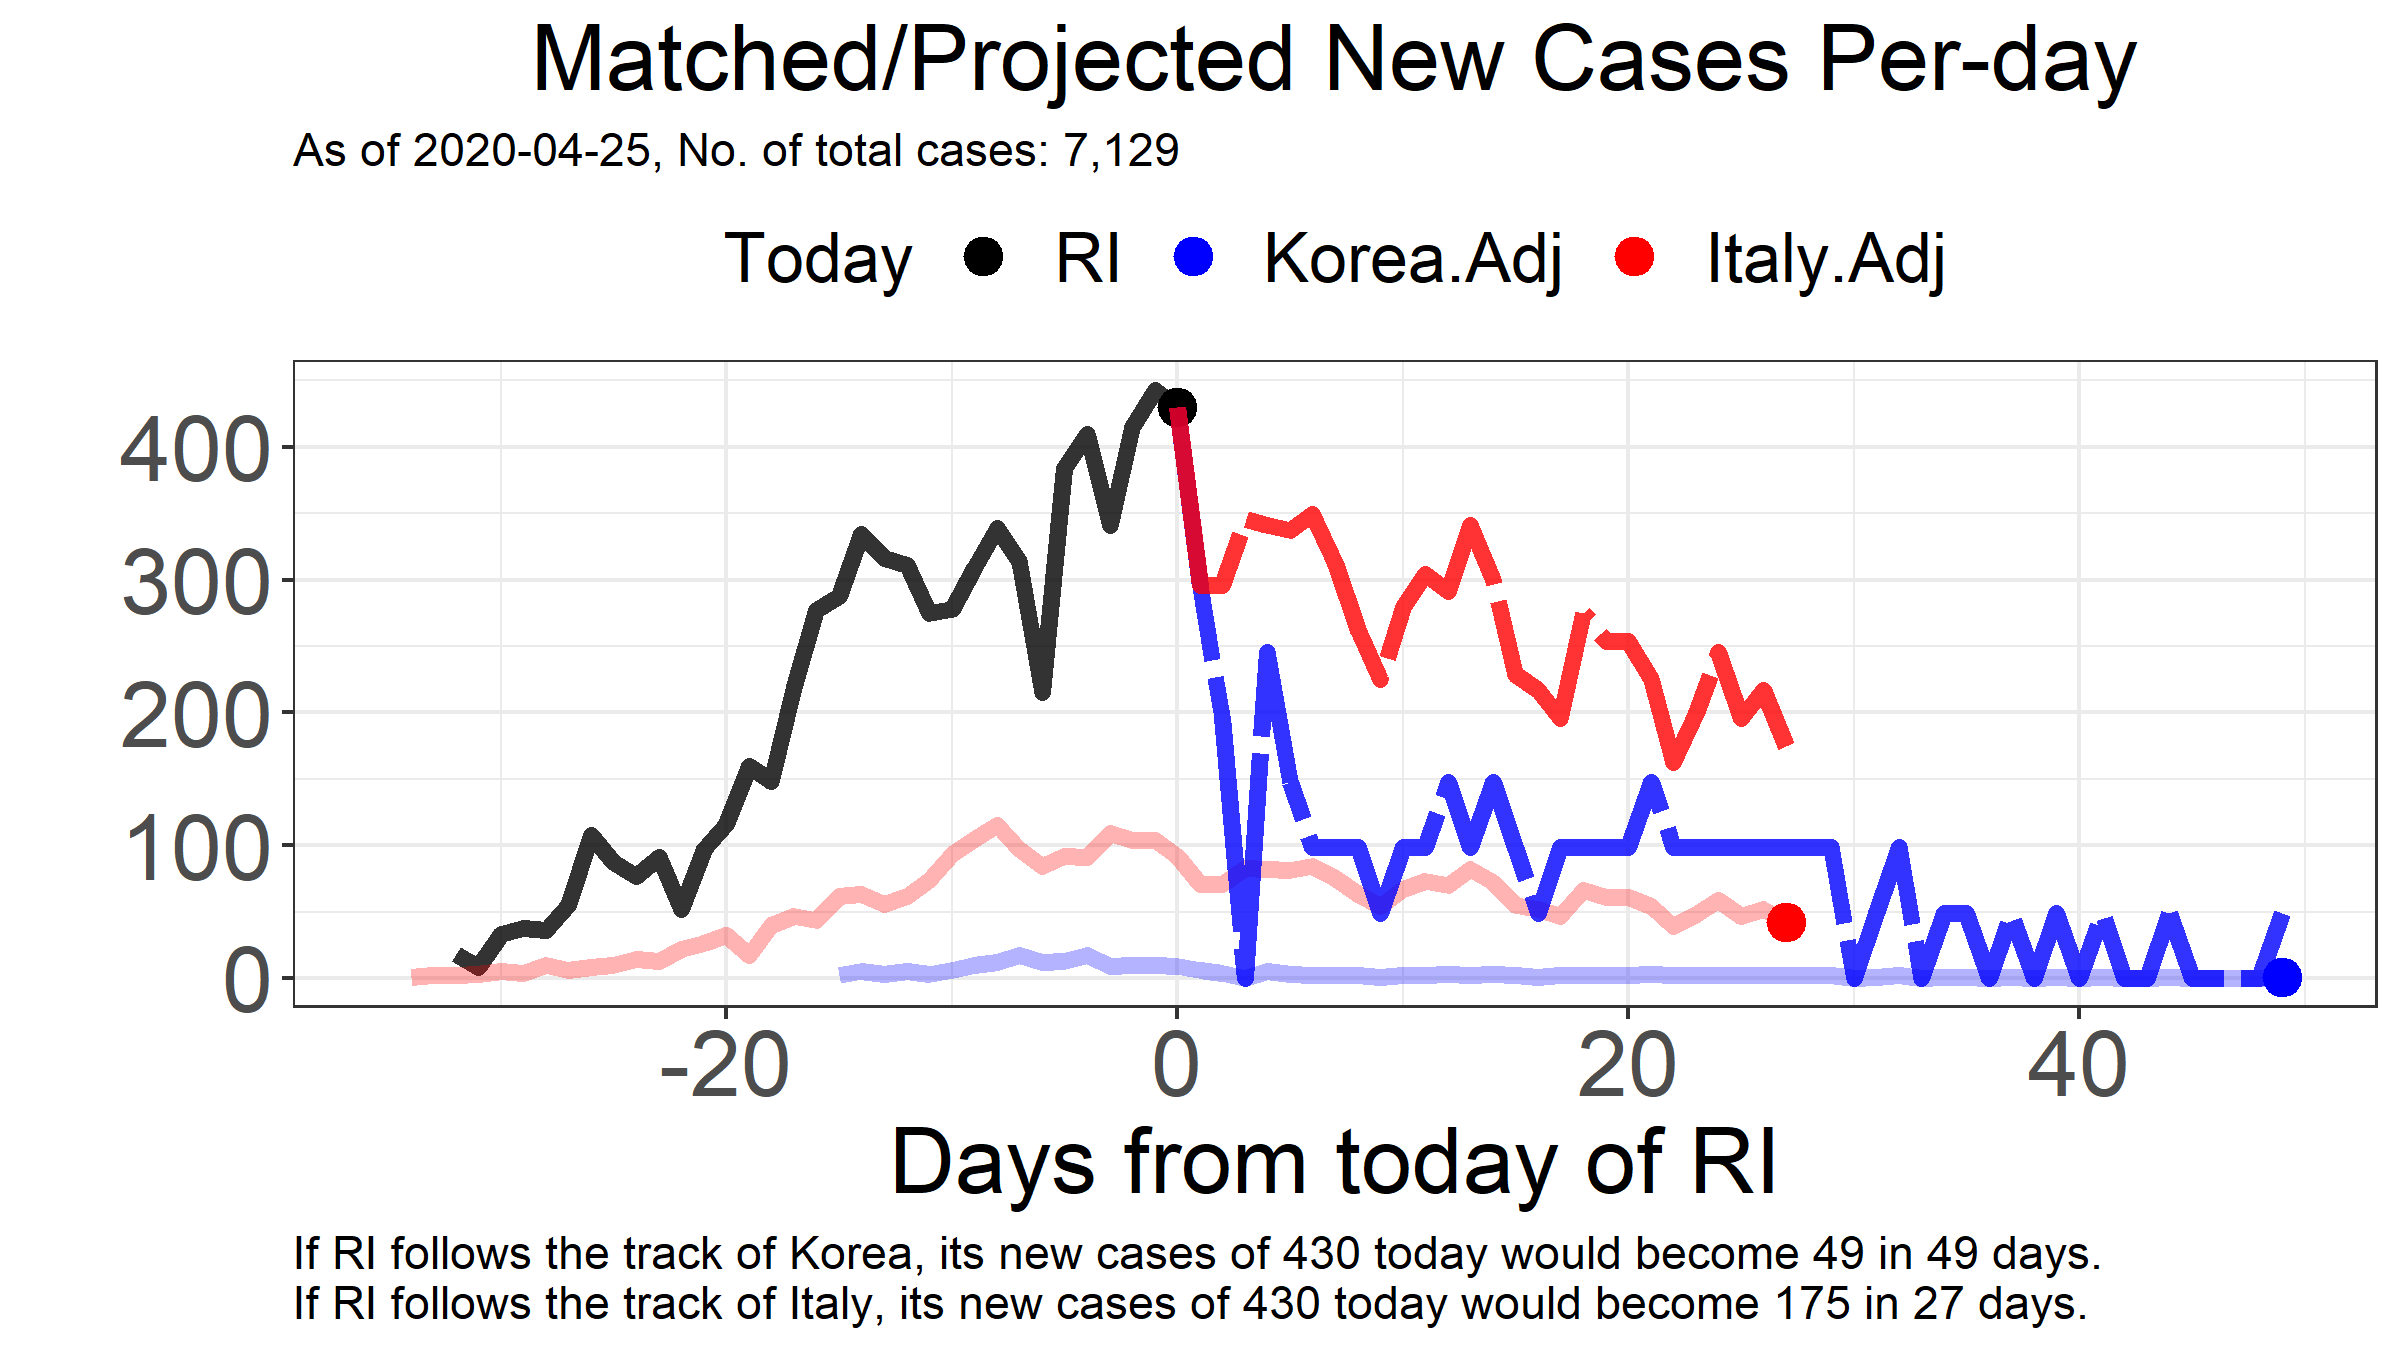 Matched/Projected New Cases Per-day
As of 2020-04-25, No. of total cases: 7,129
Today RI Korea.Adj Italy.Adj
400
300
200
100
0
-20 0 20 40
Days from today of RI
If RI follows the track of Korea, its new cases of 430 today would become 49 in 49 days.
If RI follows the track of Italy, its new cases of 430 today would become 175 in 27 days.